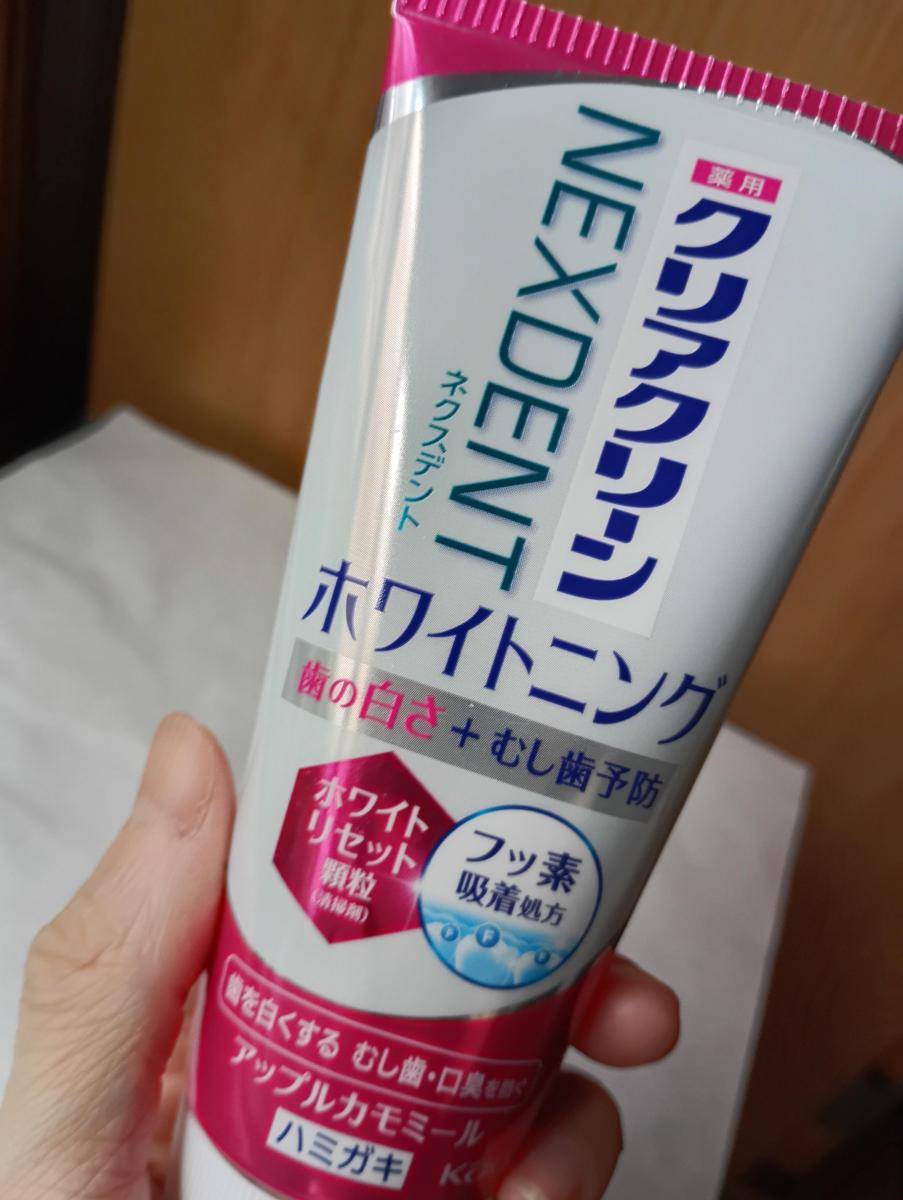 薬用
クリアクリーン
NEXDENT
ネクスデント
ホワイトニング
歯の白さ+むし歯予防
ホワイト
リセット
顆粒
(清掃剤)
フッ素
吸着処方
F
F
F
歯を白くする むし歯・口臭を防ぐ
アップルカモミール
ハミガキ